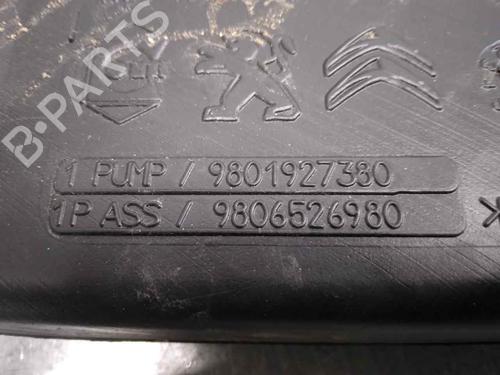 B-PARTS
1 PUMP / 9801927380
1P ASS / 9806526980